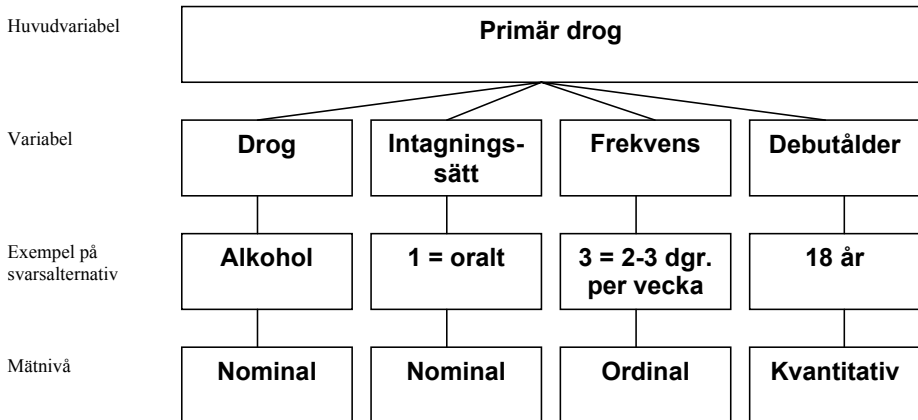 Huvudvariabel
Primär drog
Variabel
Drog
Intagnings-
sätt
Frekvens
Debutålder
Exempel på
svarsalternativ
Alkohol
1 = oralt
3 = 2-3 dgr.
per vecka
18 år
Mätnivå
Nominal
Nominal
Ordinal
Kvantitativ